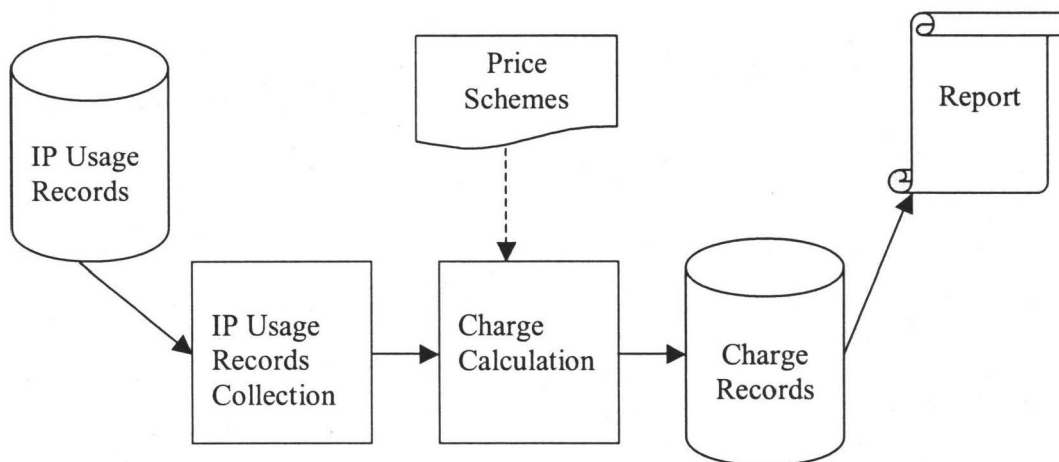 IP Usage
Records
Price
Schemes
Report
IP Usage
Records
Collection
Charge
Calculation
Charge
Records